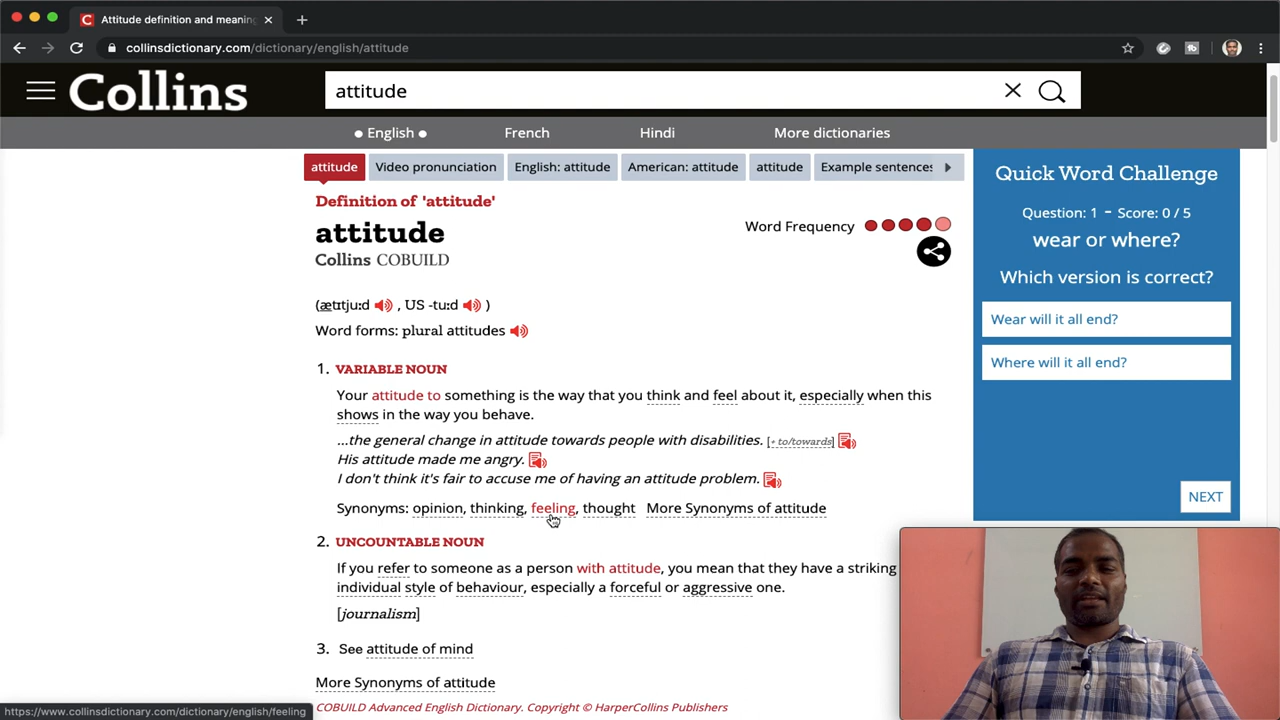 Attitude definition and meaning
collinsdictionary.com/dictionary/english/attitude
Collins
attitude
• English •
French
Hindi
More dictionaries
attitude
Video pronunciation
English: attitude
American: attitude
attitude
Example sentences
Definition of 'attitude'
attitude
Collins COBUILD
Word Frequency
(ætɪtjuːd , US -tuːd )
Word forms: plural attitudes
1. VARIABLE NOUN
Your attitude to something is the way that you think and feel about it, especially when this
shows in the way you behave.
...the general change in attitude towards people with disabilities. [+ to/towards]
His attitude made me angry.
I don't think it's fair to accuse me of having an attitude problem.
Synonyms: opinion, thinking, feeling, thought More Synonyms of attitude
2. UNCOUNTABLE NOUN
If you refer to someone as a person with attitude, you mean that they have a striking
individual style of behaviour, especially a forceful or aggressive one.
[journalism]
3. See attitude of mind
More Synonyms of attitude
COBUILD Advanced English Dictionary. Copyright © HarperCollins Publishers
Quick Word Challenge
Question: 1 - Score: 0 / 5
wear or where?
Which version is correct?
Wear will it all end?
Where will it all end?
NEXT
https://www.collinsdictionary.com/dictionary/english/feeling